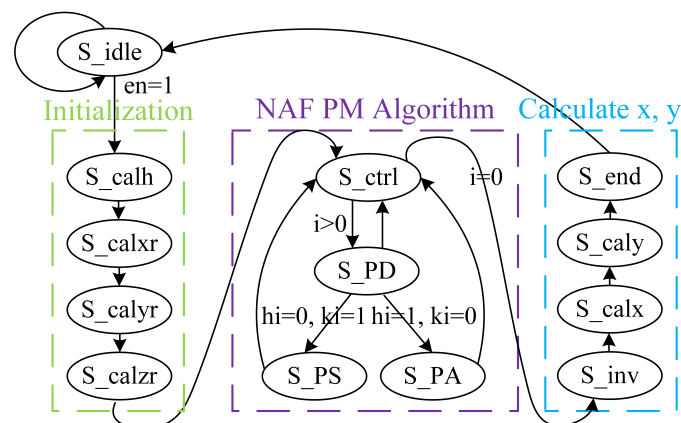 S_idle
en=1
Initialization
NAF PM Algorithm
Calculate x, y
S_calh
S_ctrl
i=0
S_end
i>0
S_calxr
S_PD
S_caly
S_calyr
hi=0, ki=1
hi=1, ki=0
S_calx
S_calzr
S_PS
S_PA
S_inv